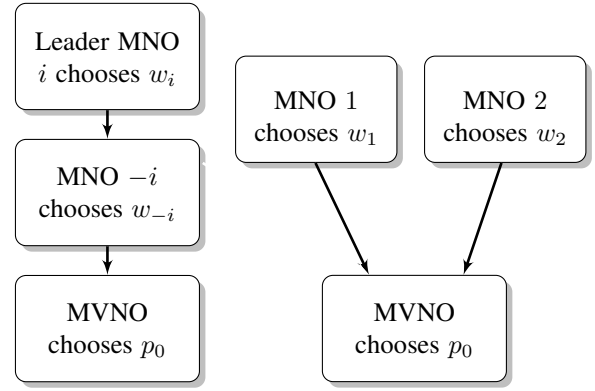 Leader MNO
i chooses w_i
MNO −i
chooses w_{−i}
MVNO
chooses p_0
MNO 1
chooses w_1
MNO 2
chooses w_2
MVNO
chooses p_0